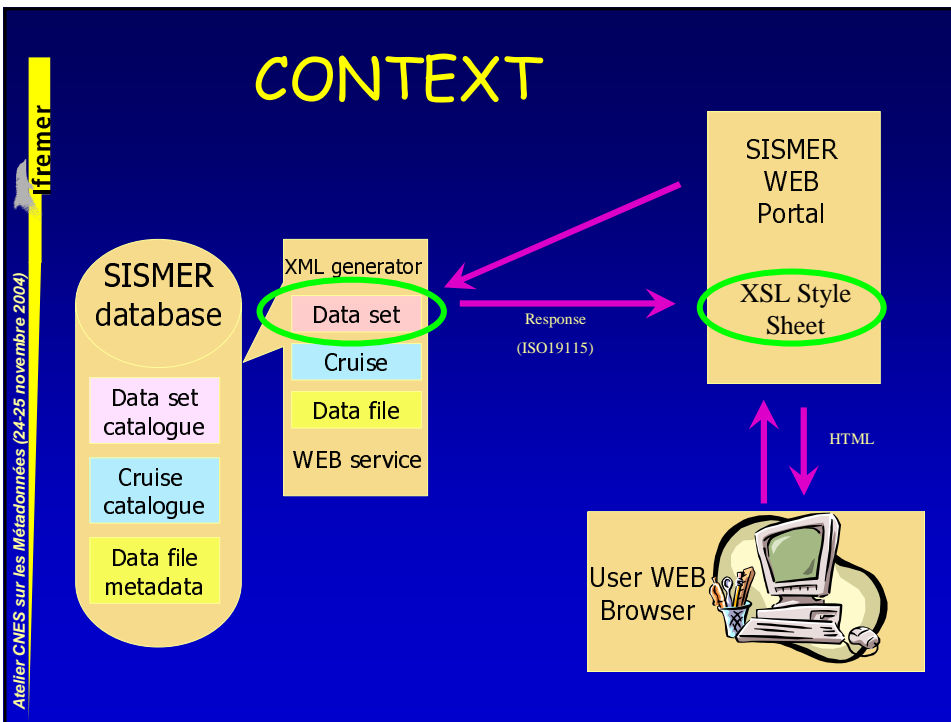 CONTEXT
Ifremer
Atelier CNES sur les Métadonnées (24-25 novembre 2004)
SISMER
database
Data set
catalogue
Cruise
catalogue
Data file
metadata
XML generator
Data set
Cruise
Data file
WEB service
Response
(ISO19115)
SISMER
WEB
Portal
XSL Style
Sheet
HTML
User WEB
Browser